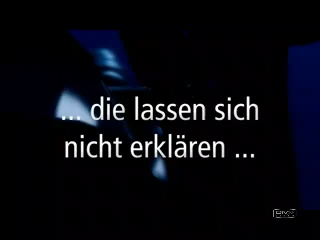 ... die lassen sich
nicht erklären ...